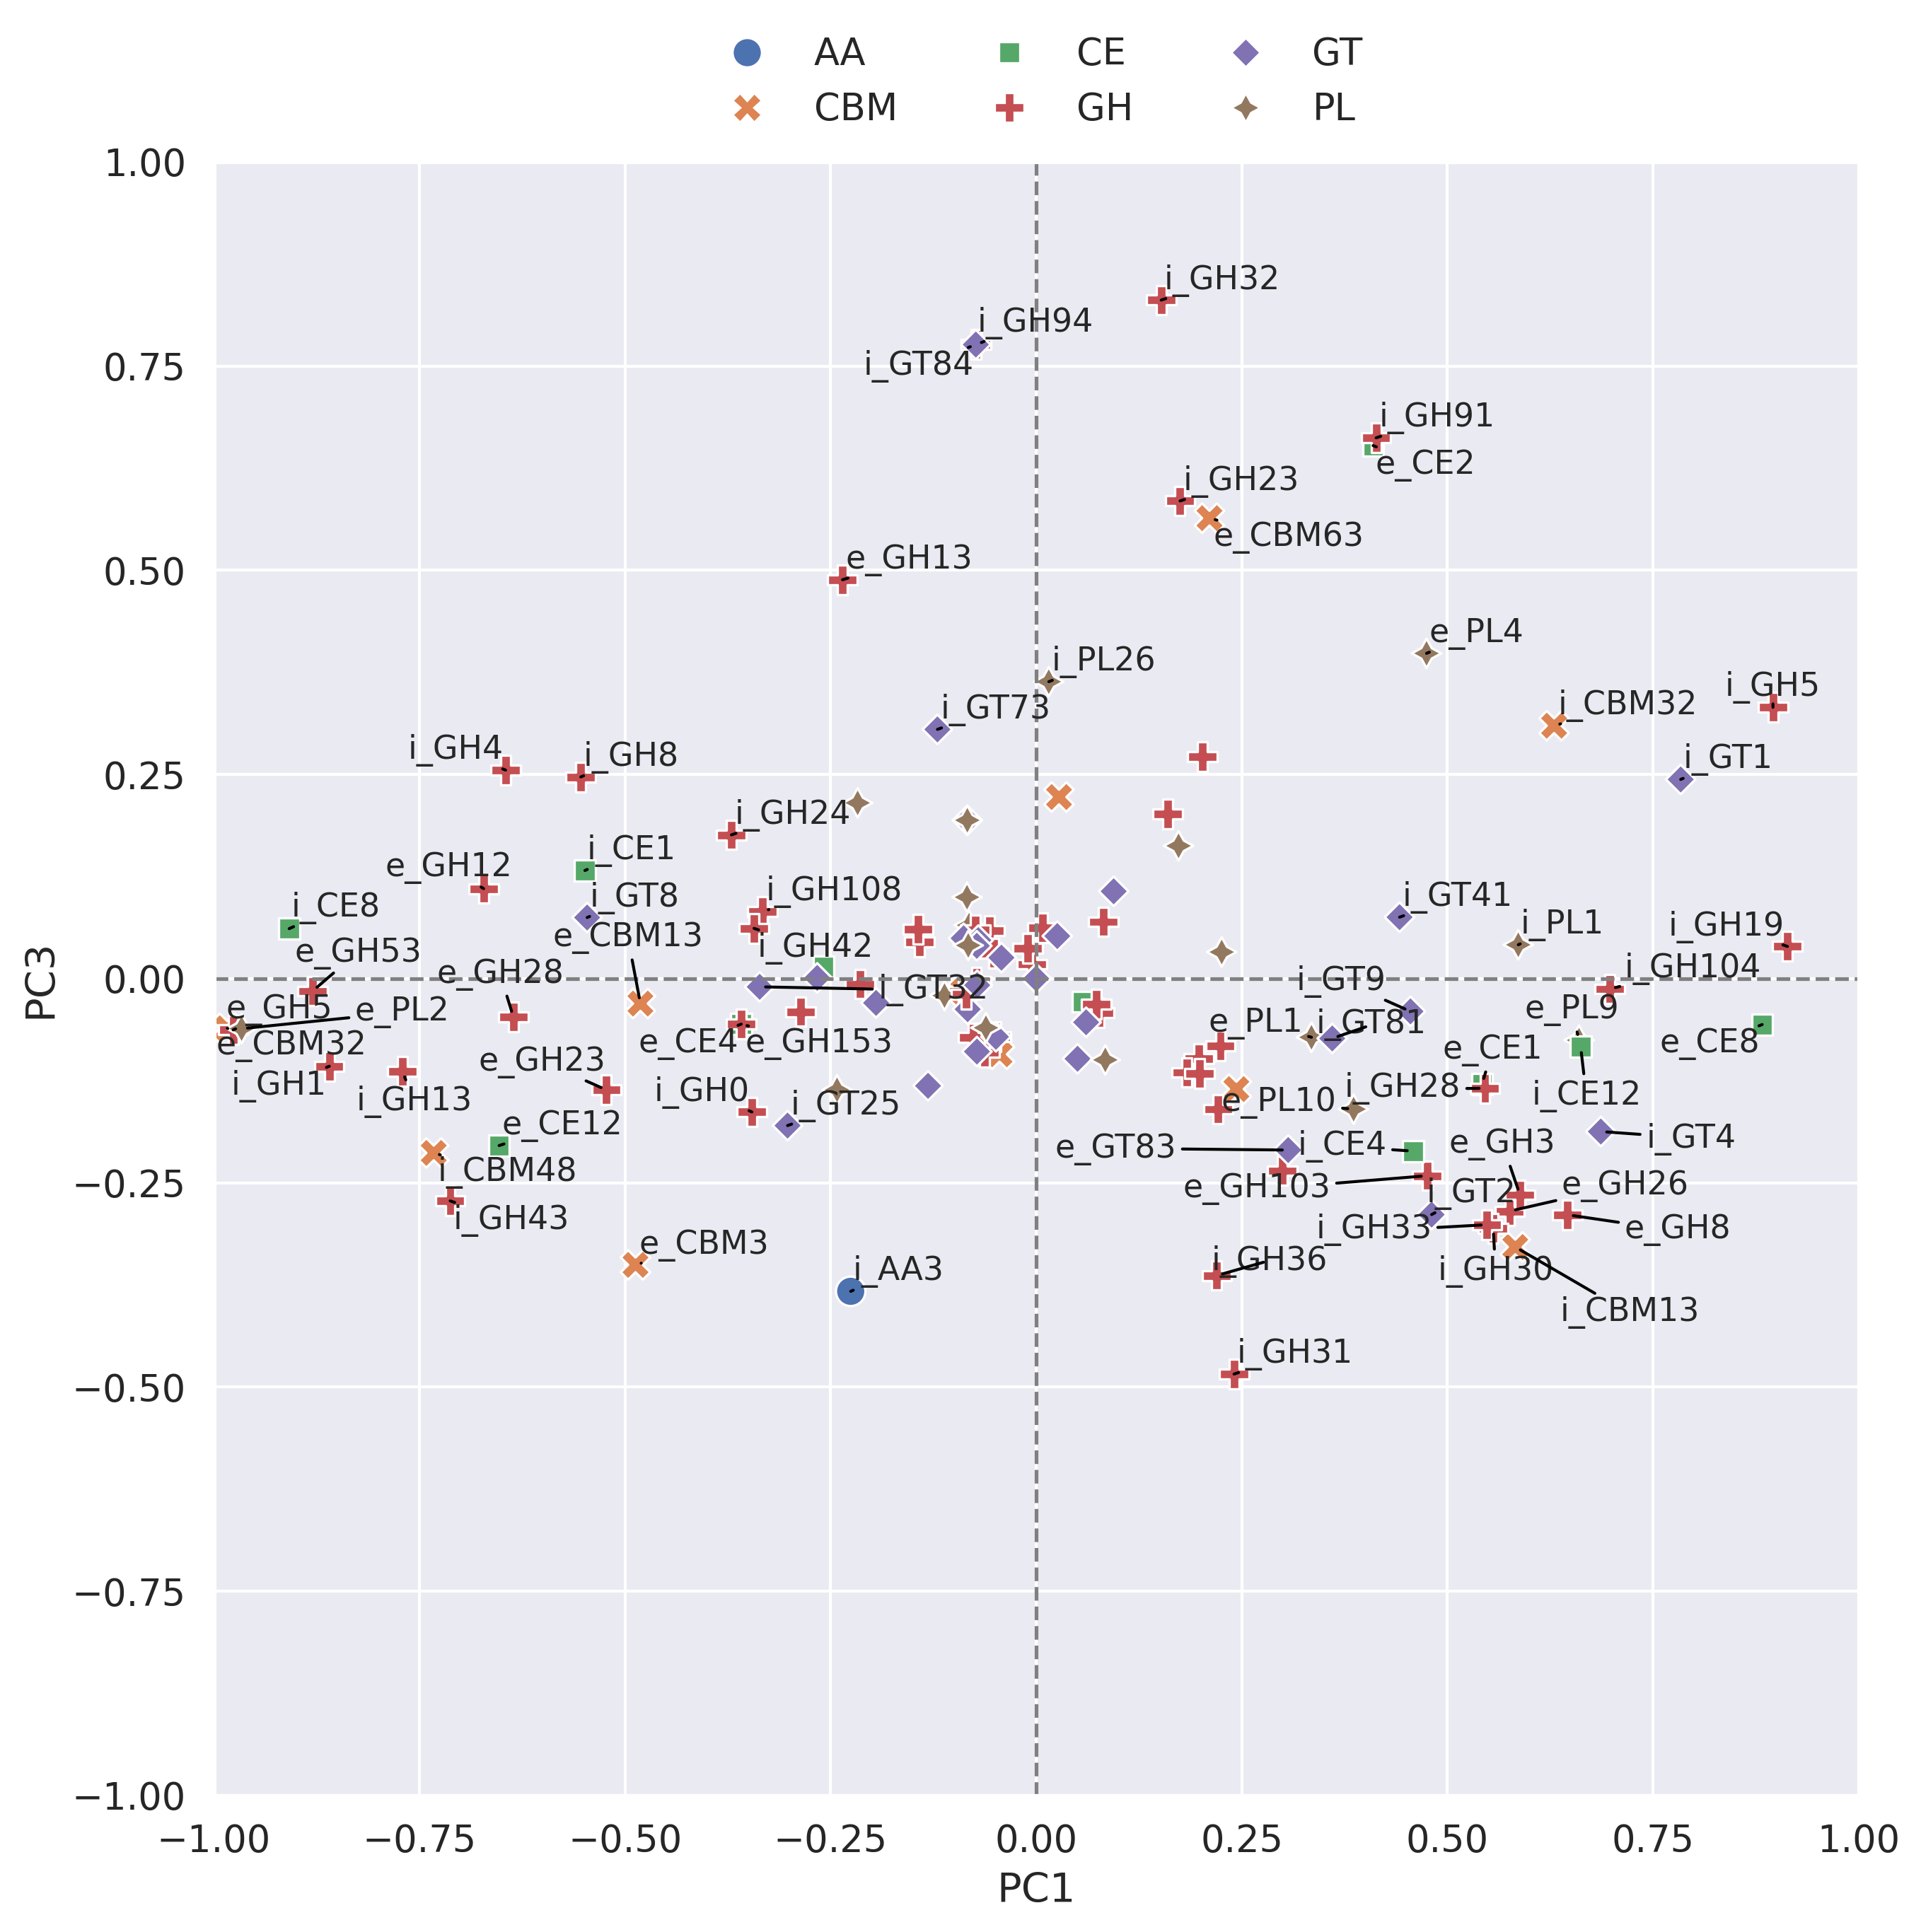 AA
CE
GT
CBM
GH
PL
1.00
i_GH32
i_GH94
i_GT84
0.75
i_GH91
e_CE2
i_GH23
e_CBM63
e_GH13
0.50
e_PL4
i_PL26
i_GH5
i_CBM32
i_GT73
i_GH4
i_GH8
i_GT1
0.25
i_GH24
i_CE1
e_GH12
i_GH108
i_GT8
i_CE8
i_GT41
i_PL1
i_GH19
e_CBM13
i_GH42
e_GH53
i_GH104
e_GH28
i_GT9
0.00
i_GT32
PC3
e_GH5
e_PL2
e_PL9
e_PL1
i_GT81
e_CBM32
e_CE4
e_GH153
e_CE8
e_CE1
e_GH23
i_GH1
i_GH0
i_GH28
i_CE12
i_GH13
i_GT25
e_PL10
e_CE12
i_GT4
e_GT83
i_CE4
e_GH3
i_CBM48
−0.25
e_GH26
e_GH103
i_GT2
i_GH43
i_GH33
e_GH8
e_CBM3
i_GH36
i_AA3
i_GH30
i_CBM13
i_GH31
−0.50
−0.75
−1.00
−1.00
−0.75
−0.50
−0.25
0.00
0.25
0.50
0.75
1.00
PC1